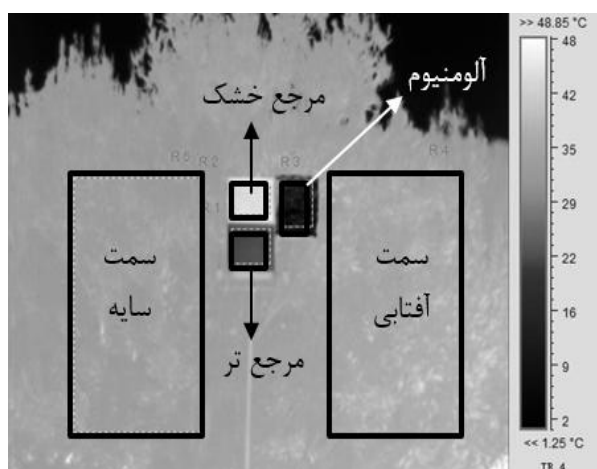 >> 48.85 °C
48
42
35
29
22
16
9
2
<< 1.25 °C
آلومنیوم
مرجع خشک
R5
R2
R3
R4
R1
سمت
سایه
سمت
آفتابی
مرجع تر